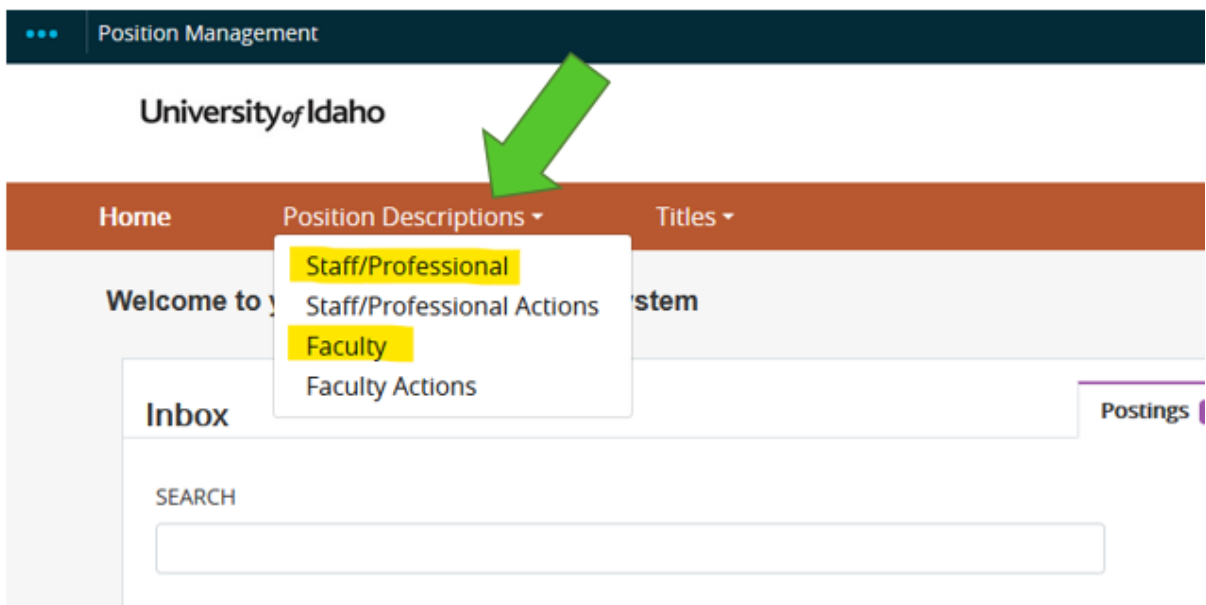 Position Management
University of Idaho
Home Position Descriptions Titles
Staff/Professional
Staff/Professional Actions
Faculty
Faculty Actions
Welcome to stem
Inbox
Postings
SEARCH